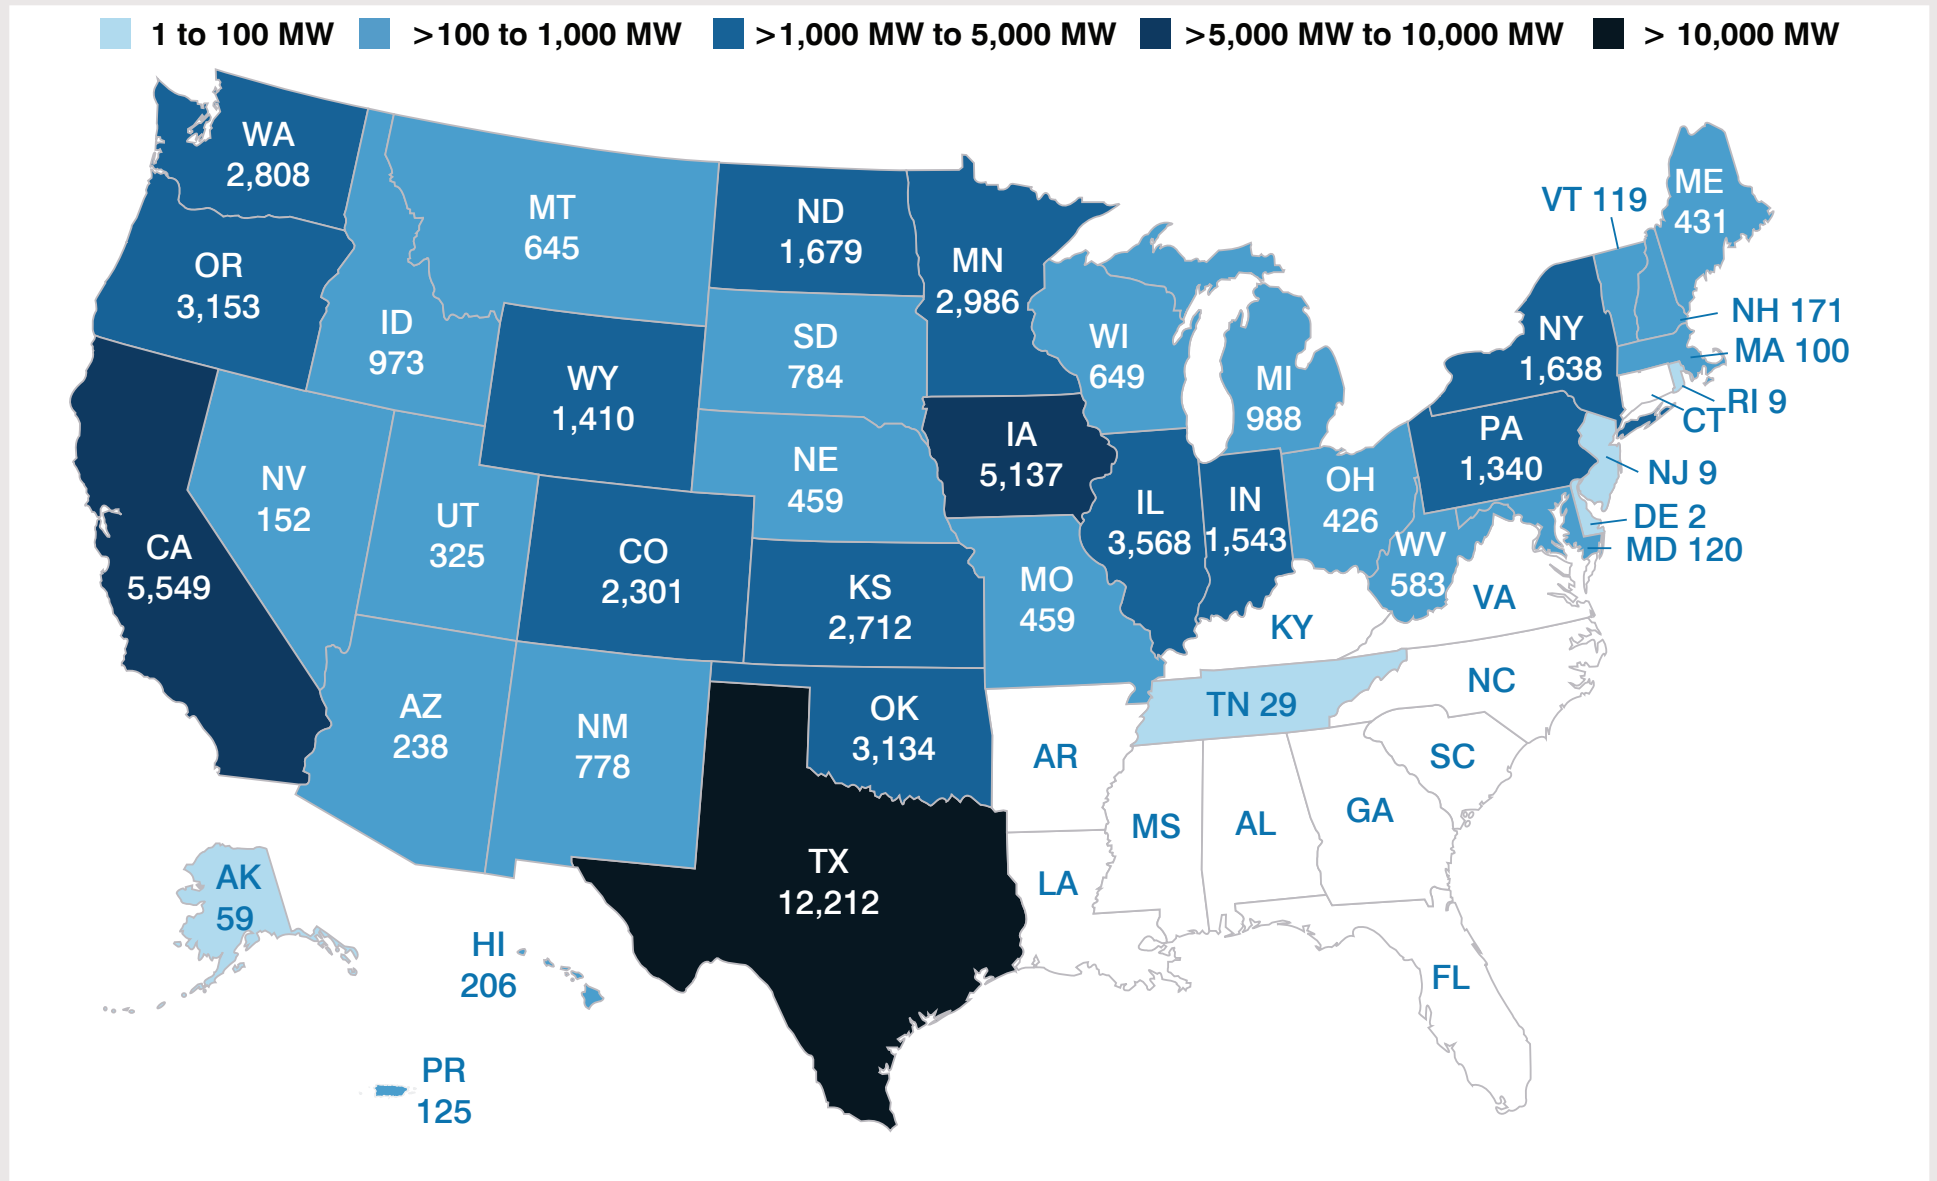 1 to 100 MW >100 to 1,000 MW >1,000 MW to 5,000 MW >5,000 MW to 10,000 MW > 10,000 MW
WA
2,808
OR
3,153
CA
5,549
ID
973
NV
152
MT
645
WY
1,410
UT
325
AZ
238
CO
2,301
NM
778
ND
1,679
SD
784
NE
459
KS
2,712
OK
3,134
TX
12,212
MN
2,986
IA
5,137
MO
459
AR
LA
WI
649
IL
3,568
MI
988
IN
1,543
OH
426
KY
TN 29
MS
AL
GA
FL
SC
NC
VA
WV
583
PA
1,340
NY
1,638
VT 119
ME
431
NH 171
MA 100
RI 9
CT
NJ 9
DE 2
MD 120
AK
59
HI
206
PR
125